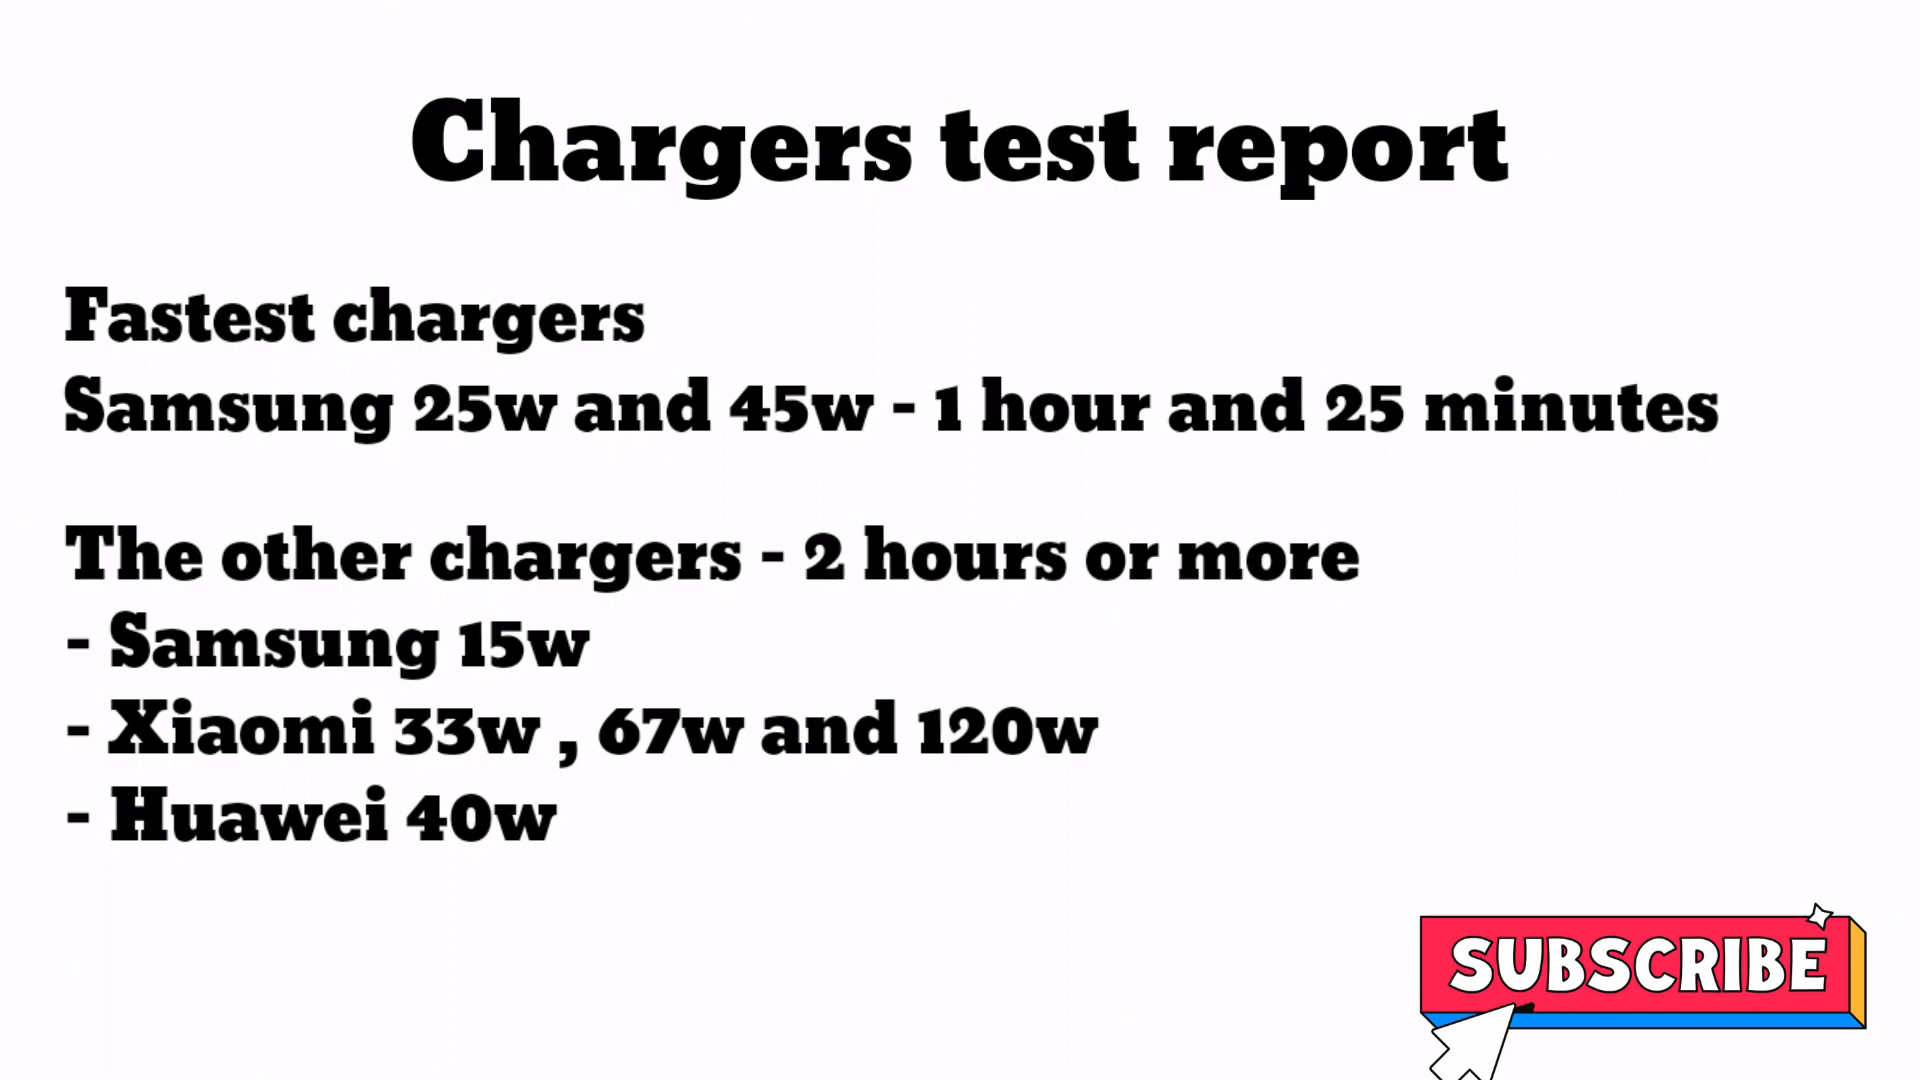 Chargers test report
Fastest chargers
Samsung 25w and 45w - 1 hour and 25 minutes
The other chargers - 2 hours or more
- Samsung 15w
- Xiaomi 33w , 67w and 120w
- Huawei 40w
SUBSCRIBE